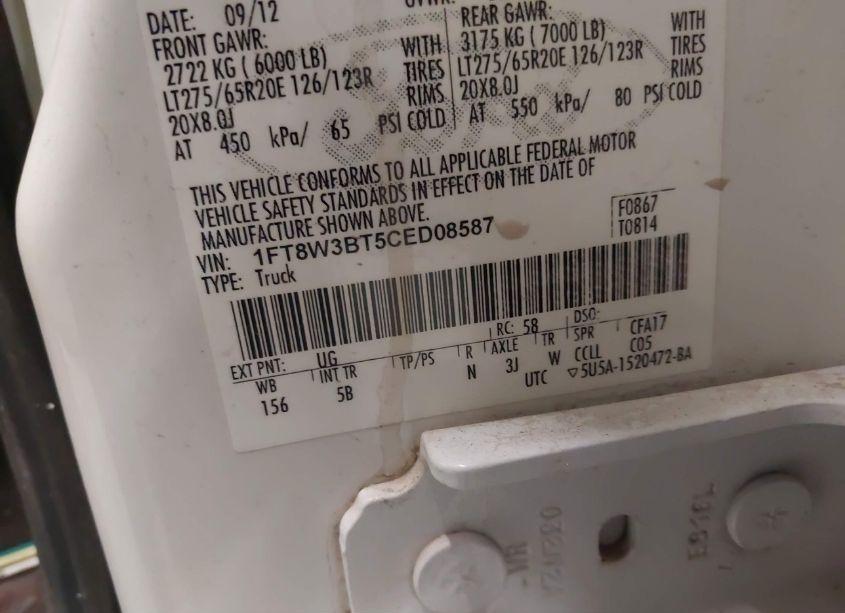 DATE: 09/12
FRONT GAWR:
2722 KG ( 6000 LB) WITH
LT275/65R20E 126/123R TIRES
20X8.0J RIMS
AT 450 kPa/ 65 PSI COLD
REAR GAWR:
3175 KG ( 7000 LB) WITH
LT275/65R20E 126/123R TIRES
20X8.0J RIMS
AT 550 kPa/ 80 PSI COLD
THIS VEHICLE CONFORMS TO ALL APPLICABLE FEDERAL MOTOR
VEHICLE SAFETY STANDARDS IN EFFECT ON THE DATE OF
MANUFACTURE SHOWN ABOVE.
VIN: 1FT8W3BT5CED08587
TYPE: Truck
F0867
T0814
EXT PNT: UG RC: 58 DSO:
WB INT TR TP/PS R AXLE TR SPR CFA17
156 5B N 3J W CCLL C05
UTC ▽5U5A-1520472-BA